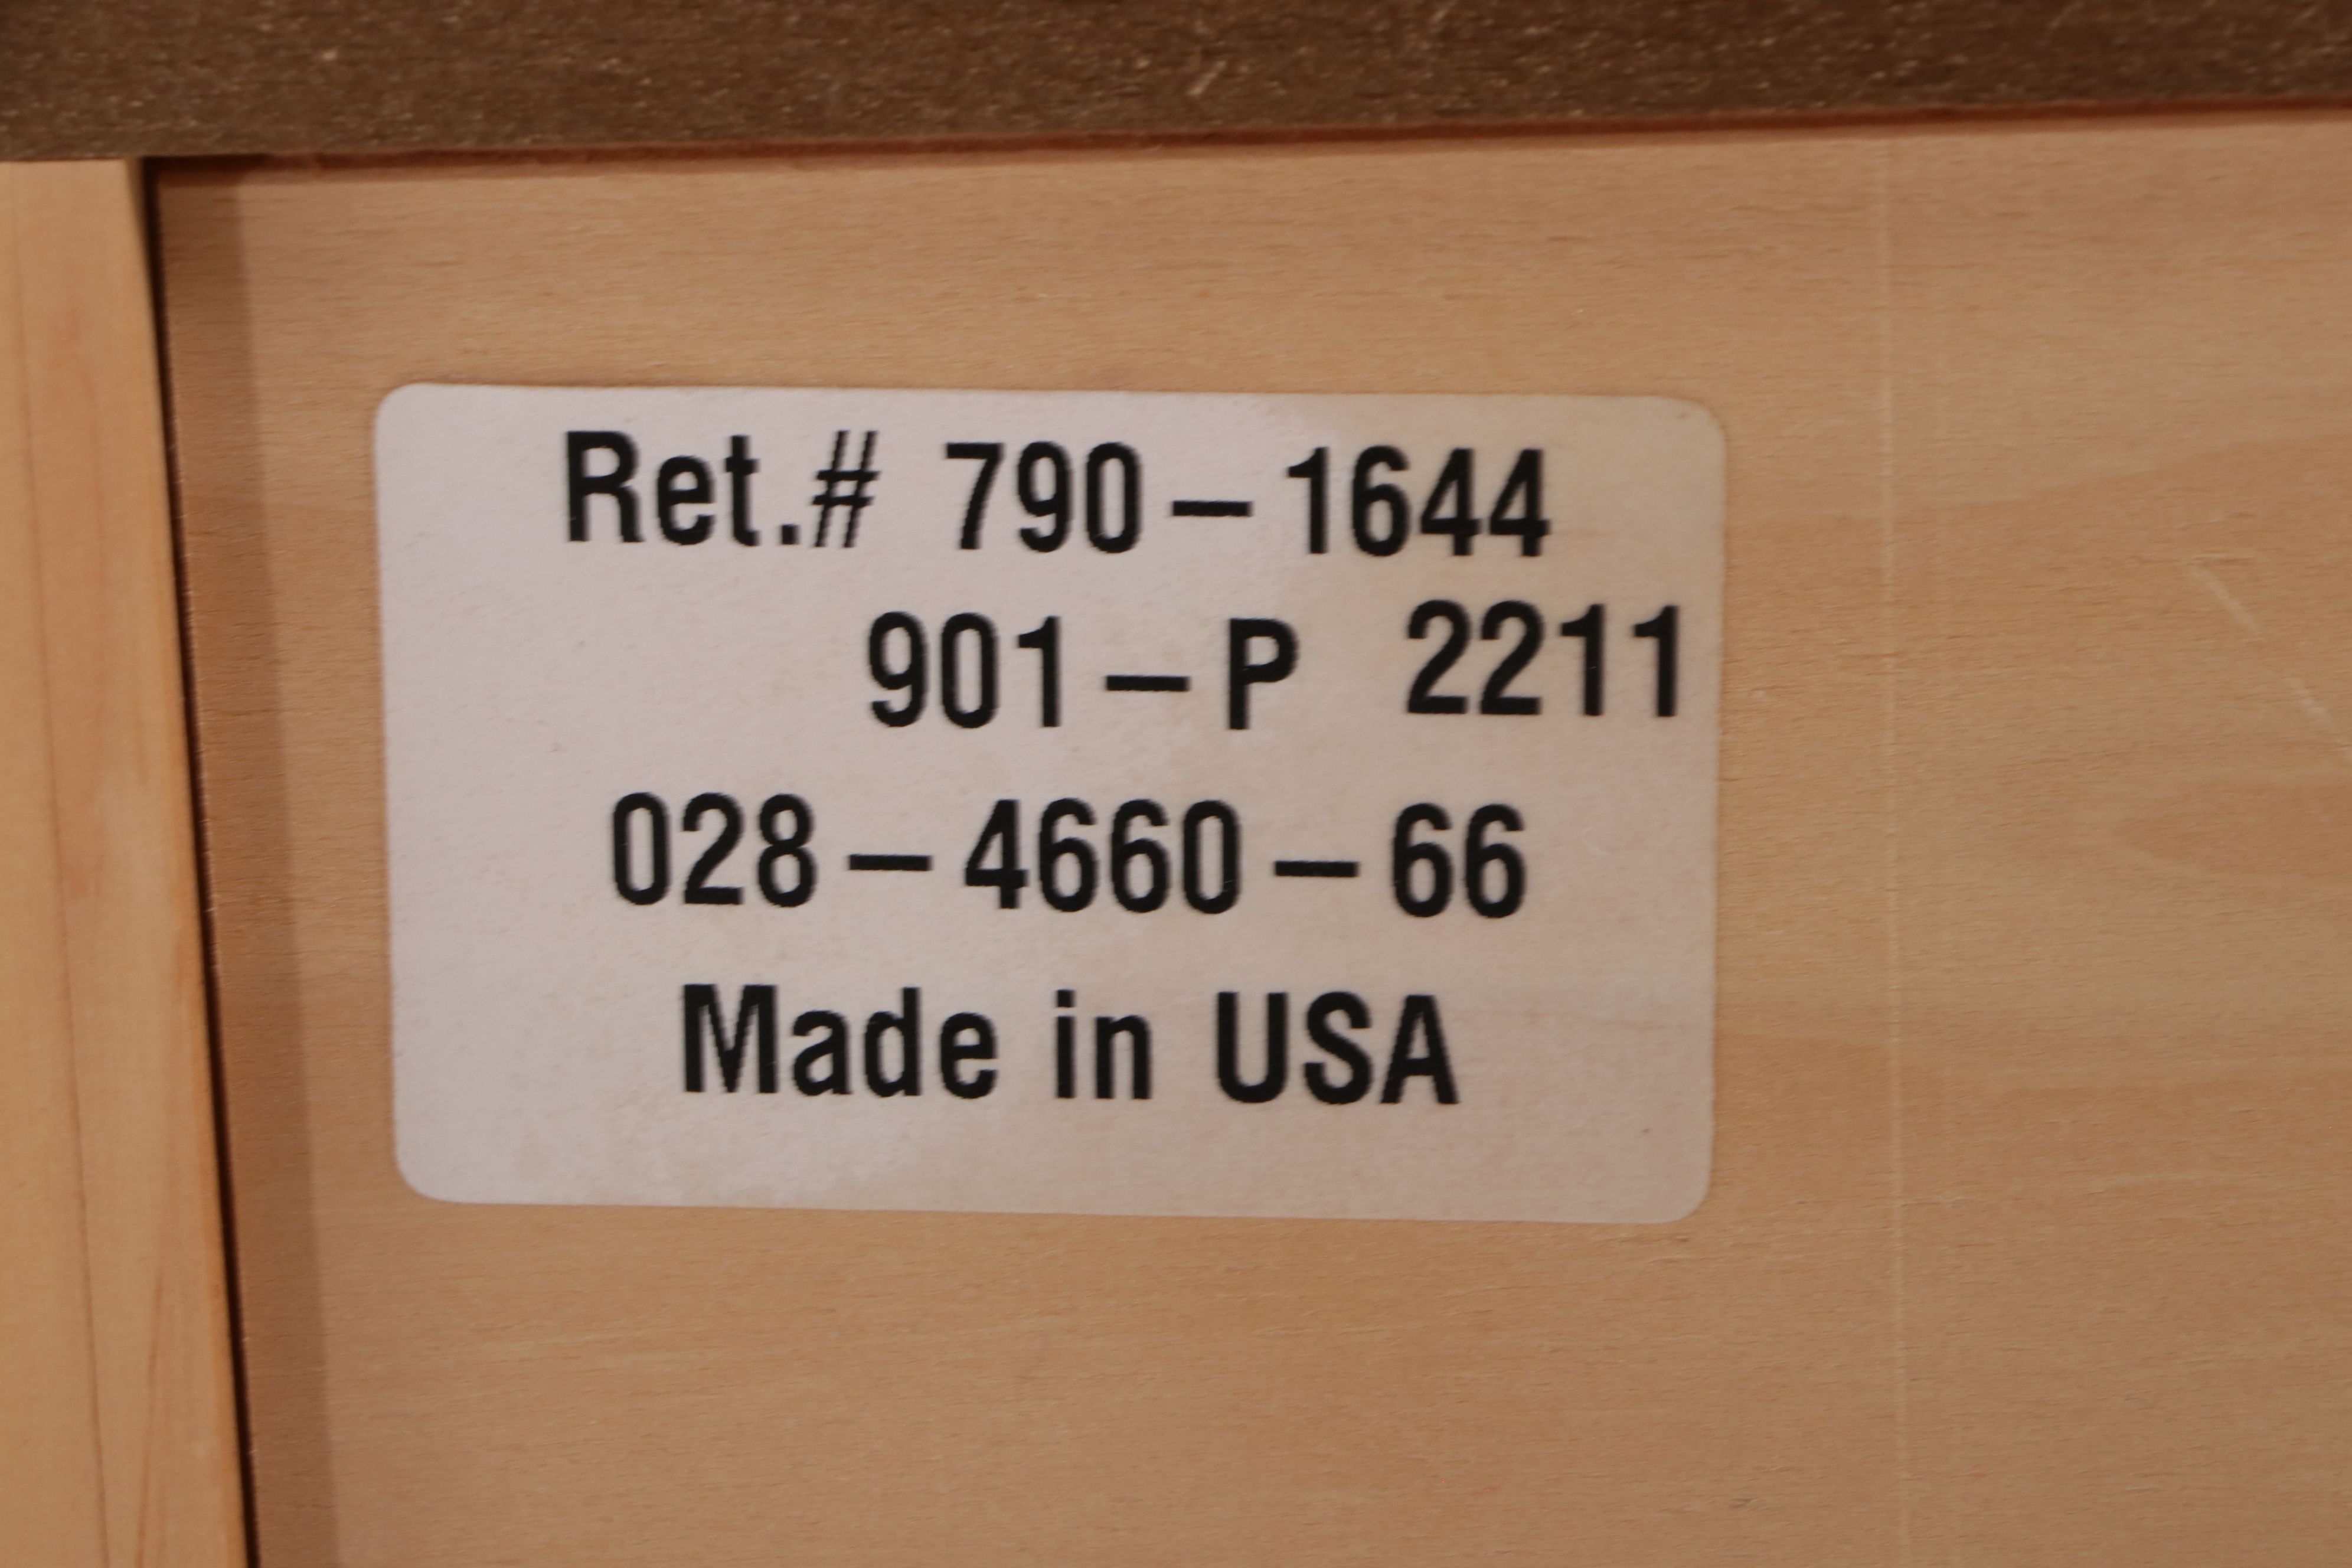 Ret.# 790-1644
901-P 2211
028-4660-66
Made in USA